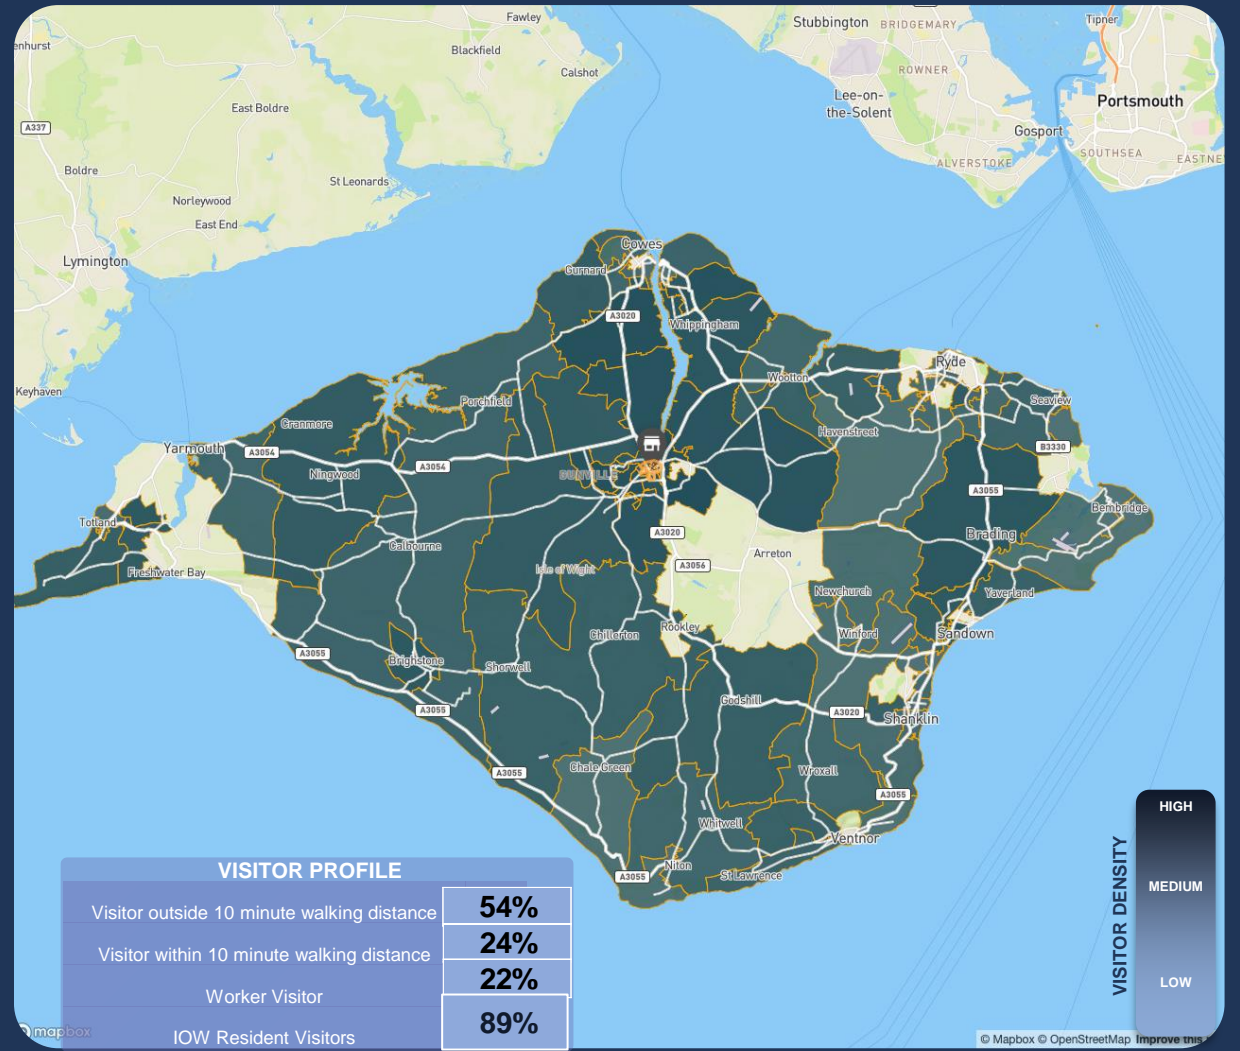 Fawley
Stubbington
BRIDGEMARY
Tipner
enhurst
Blackfield
Calshot
ROWNER
East Boldre
Lee-on-
the-Solent
Portsmouth
A337
Gosport
SOUTHSEA
EASTNE
ALVERSTOKE
Boldre
St Leonards
Norleywood
East End
Lymington
Cowes
Gurnard
A3020
Whippingham
Ryde
Wootton
Keyhaven
Porchfield
Seaview
Cranmore
Havenstreet
Yarmouth
A3054
B3330
Ningwood
A3054
GUNVILLE
A3055
Bembridge
Totland
A3020
Brading
Calbourne
Arreton
Freshwater Bay
Isle of Wight
A3056
Newchurch
Yaverland
Chillerton
Rookley
Winford
Sandown
A3055
Brighstone
Shorwell
Godshill
A3055
A3020
Shanklin
Chale Green
Wroxall
A3055
A3055
Whitwell
Ventnor
Niton
A3055
St Lawrence
VISITOR PROFILE
Visitor outside 10 minute walking distance 54%
Visitor within 10 minute walking distance 24%
Worker Visitor 22%
IOW Resident Visitors 89%
VISITOR DENSITY
HIGH
MEDIUM
LOW
mapbox
© Mapbox © OpenStreetMap Improve this